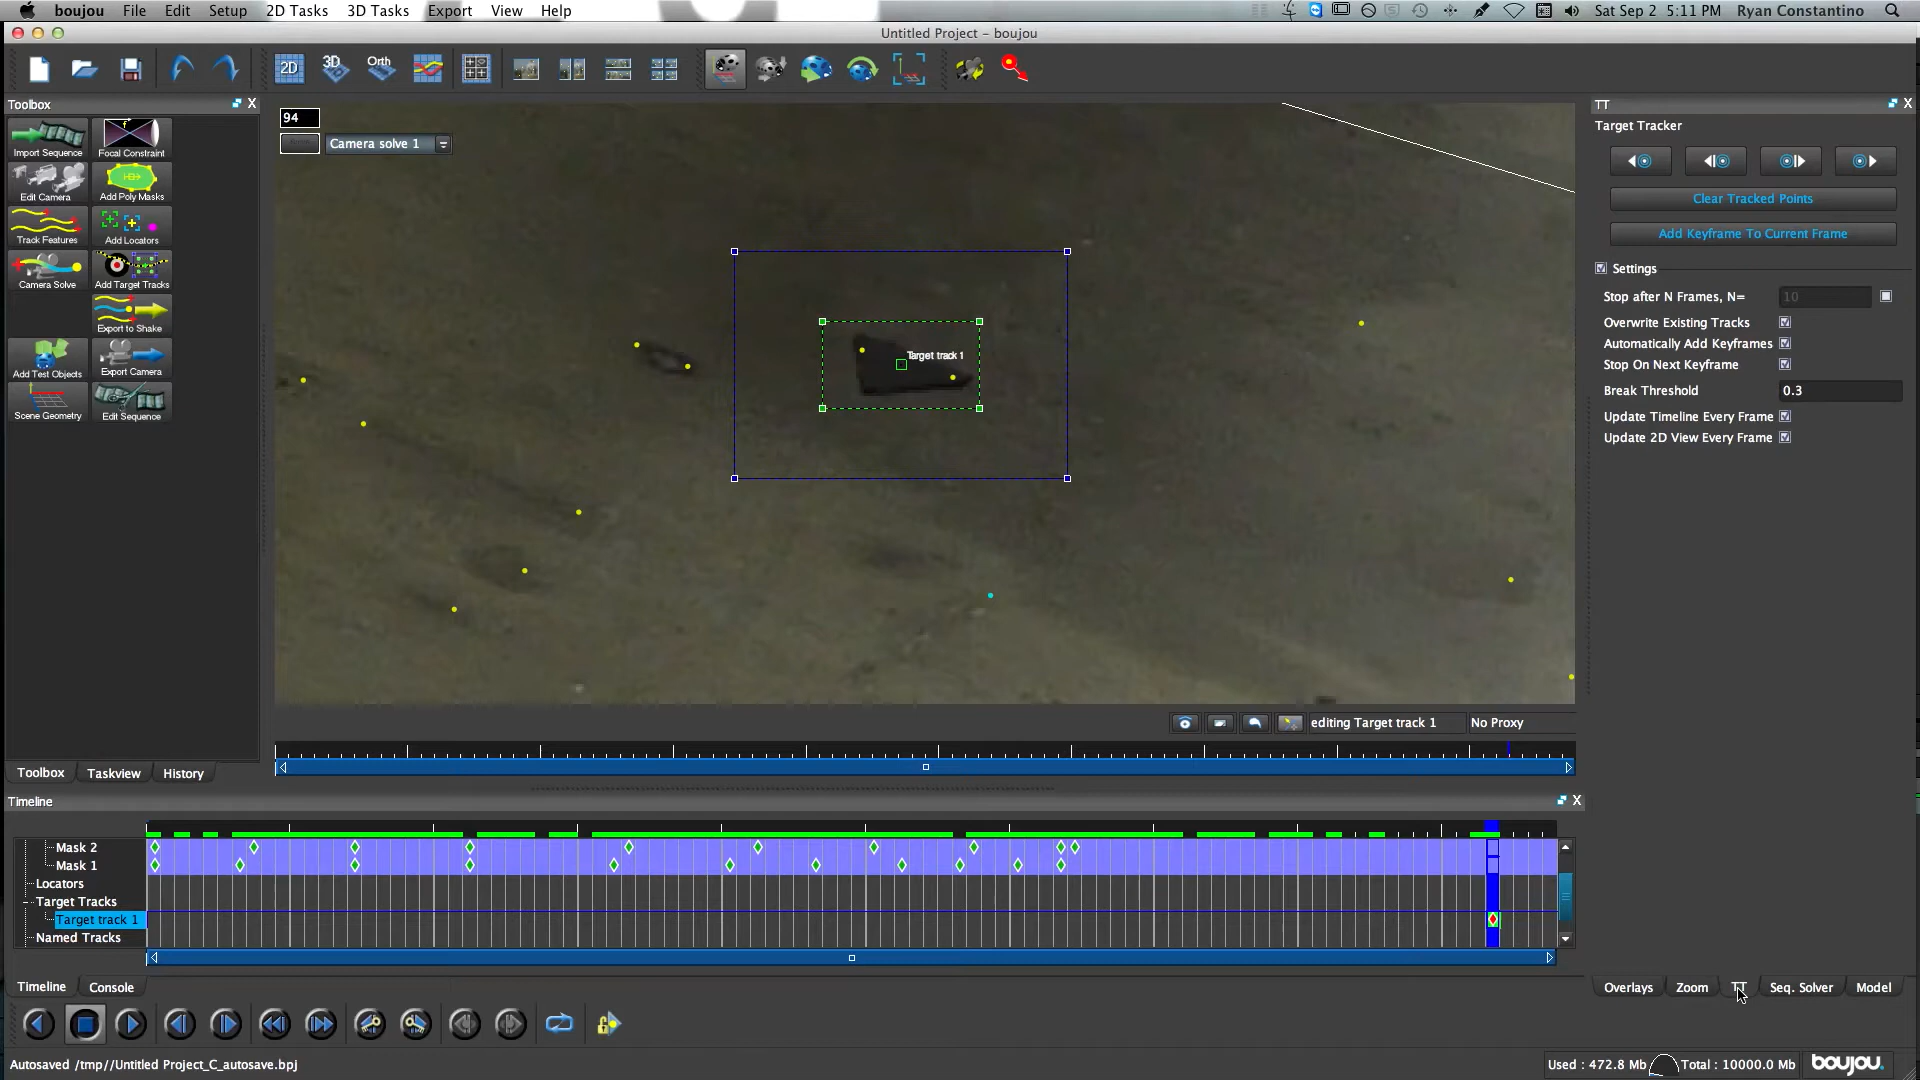 boujou File Edit Setup 2D Tasks 3D Tasks Export View Help Sat Sep 2 5:11 PM Ryan Constantino
Untitled Project – boujou
2D 3D Orth
Toolbox
Import Sequence Focal Constraint
Edit Camera Add Poly Masks
Track Features Add Locators
Camera Solve Add Target Tracks
Export to Shake
Add Test Objects Export Camera
Scene Geometry Edit Sequence
Toolbox Taskview History
94
Camera solve 1
Target track 1
editing Target track 1 No Proxy
TT
Target Tracker
Clear Tracked Points
Add Keyframe To Current Frame
Settings
Stop after N Frames, N= 10
Overwrite Existing Tracks
Automatically Add Keyframes
Stop On Next Keyframe
Break Threshold 0.3
Update Timeline Every Frame
Update 2D View Every Frame
Timeline
Mask 2
Mask 1
Locators
Target Tracks
Target track 1
Named Tracks
Timeline Console
Overlays Zoom TT Seq. Solver Model
Autosaved /tmp//Untitled Project_C_autosave.bpj
Used : 472.8 Mb Total : 10000.0 Mb boujou